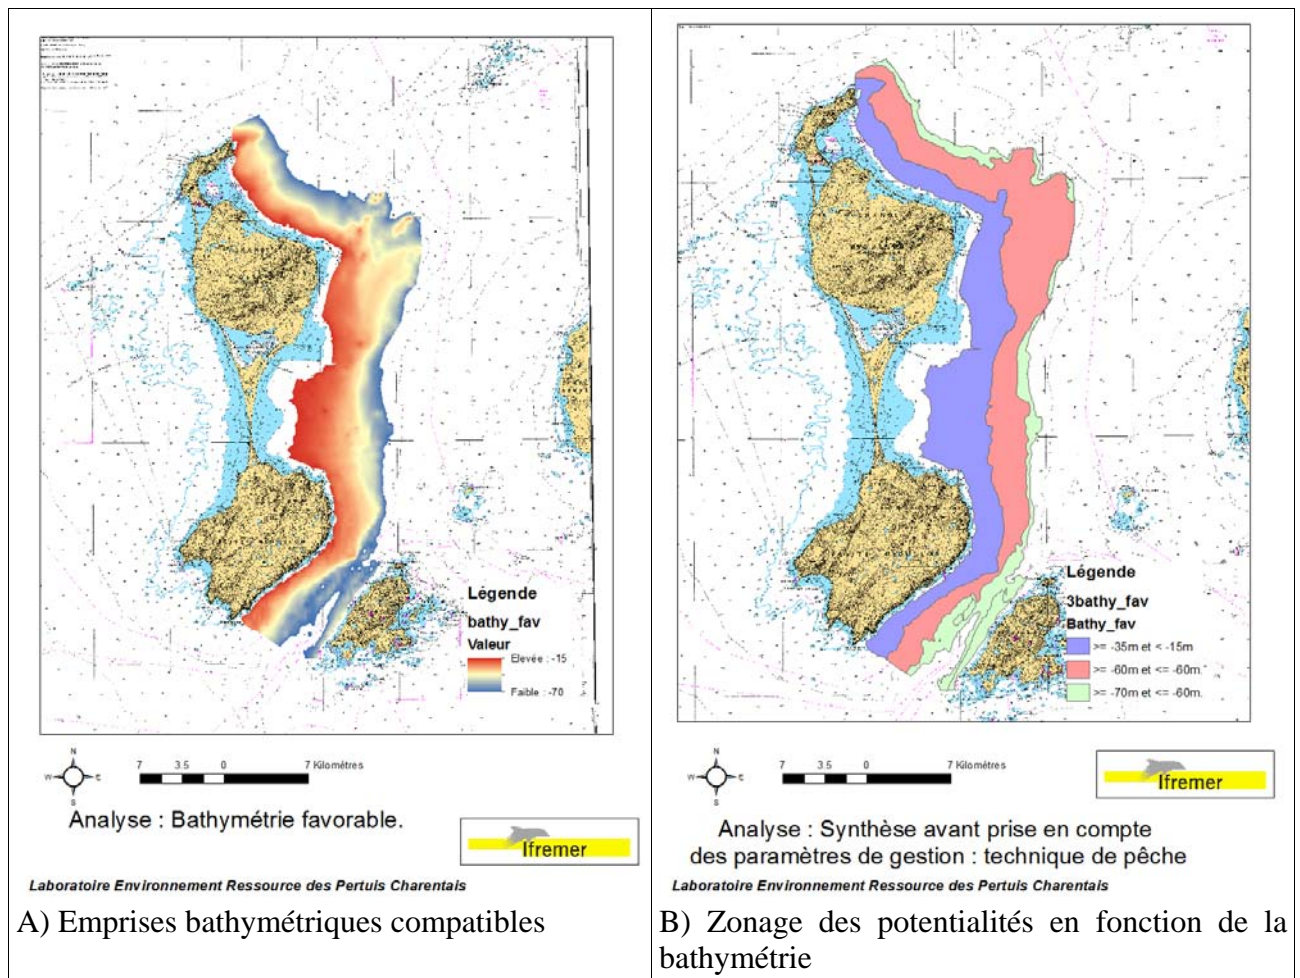 Légende
bathy_fav
Valeur
Elevée : -15
Faible : -70
N
W
S
7 3.5 0 7 Kilomètres
Analyse : Bathymétrie favorable.
Ifremer
Laboratoire Environnement Ressource des Pertuis Charentais
A) Emprises bathymétriques compatibles
Légende
3bathy_fav
Bathy_fav
>= -35m et < -15m
>= -60m et <= -60m.
>= -70m et <= -60m.
N
W
S
7 3.5 0 7 Kilomètres
Ifremer
Analyse : Synthèse avant prise en compte
des paramètres de gestion : technique de pêche
Laboratoire Environnement Ressource des Pertuis Charentais
B) Zonage des potentialités en fonction de la
bathymétrie